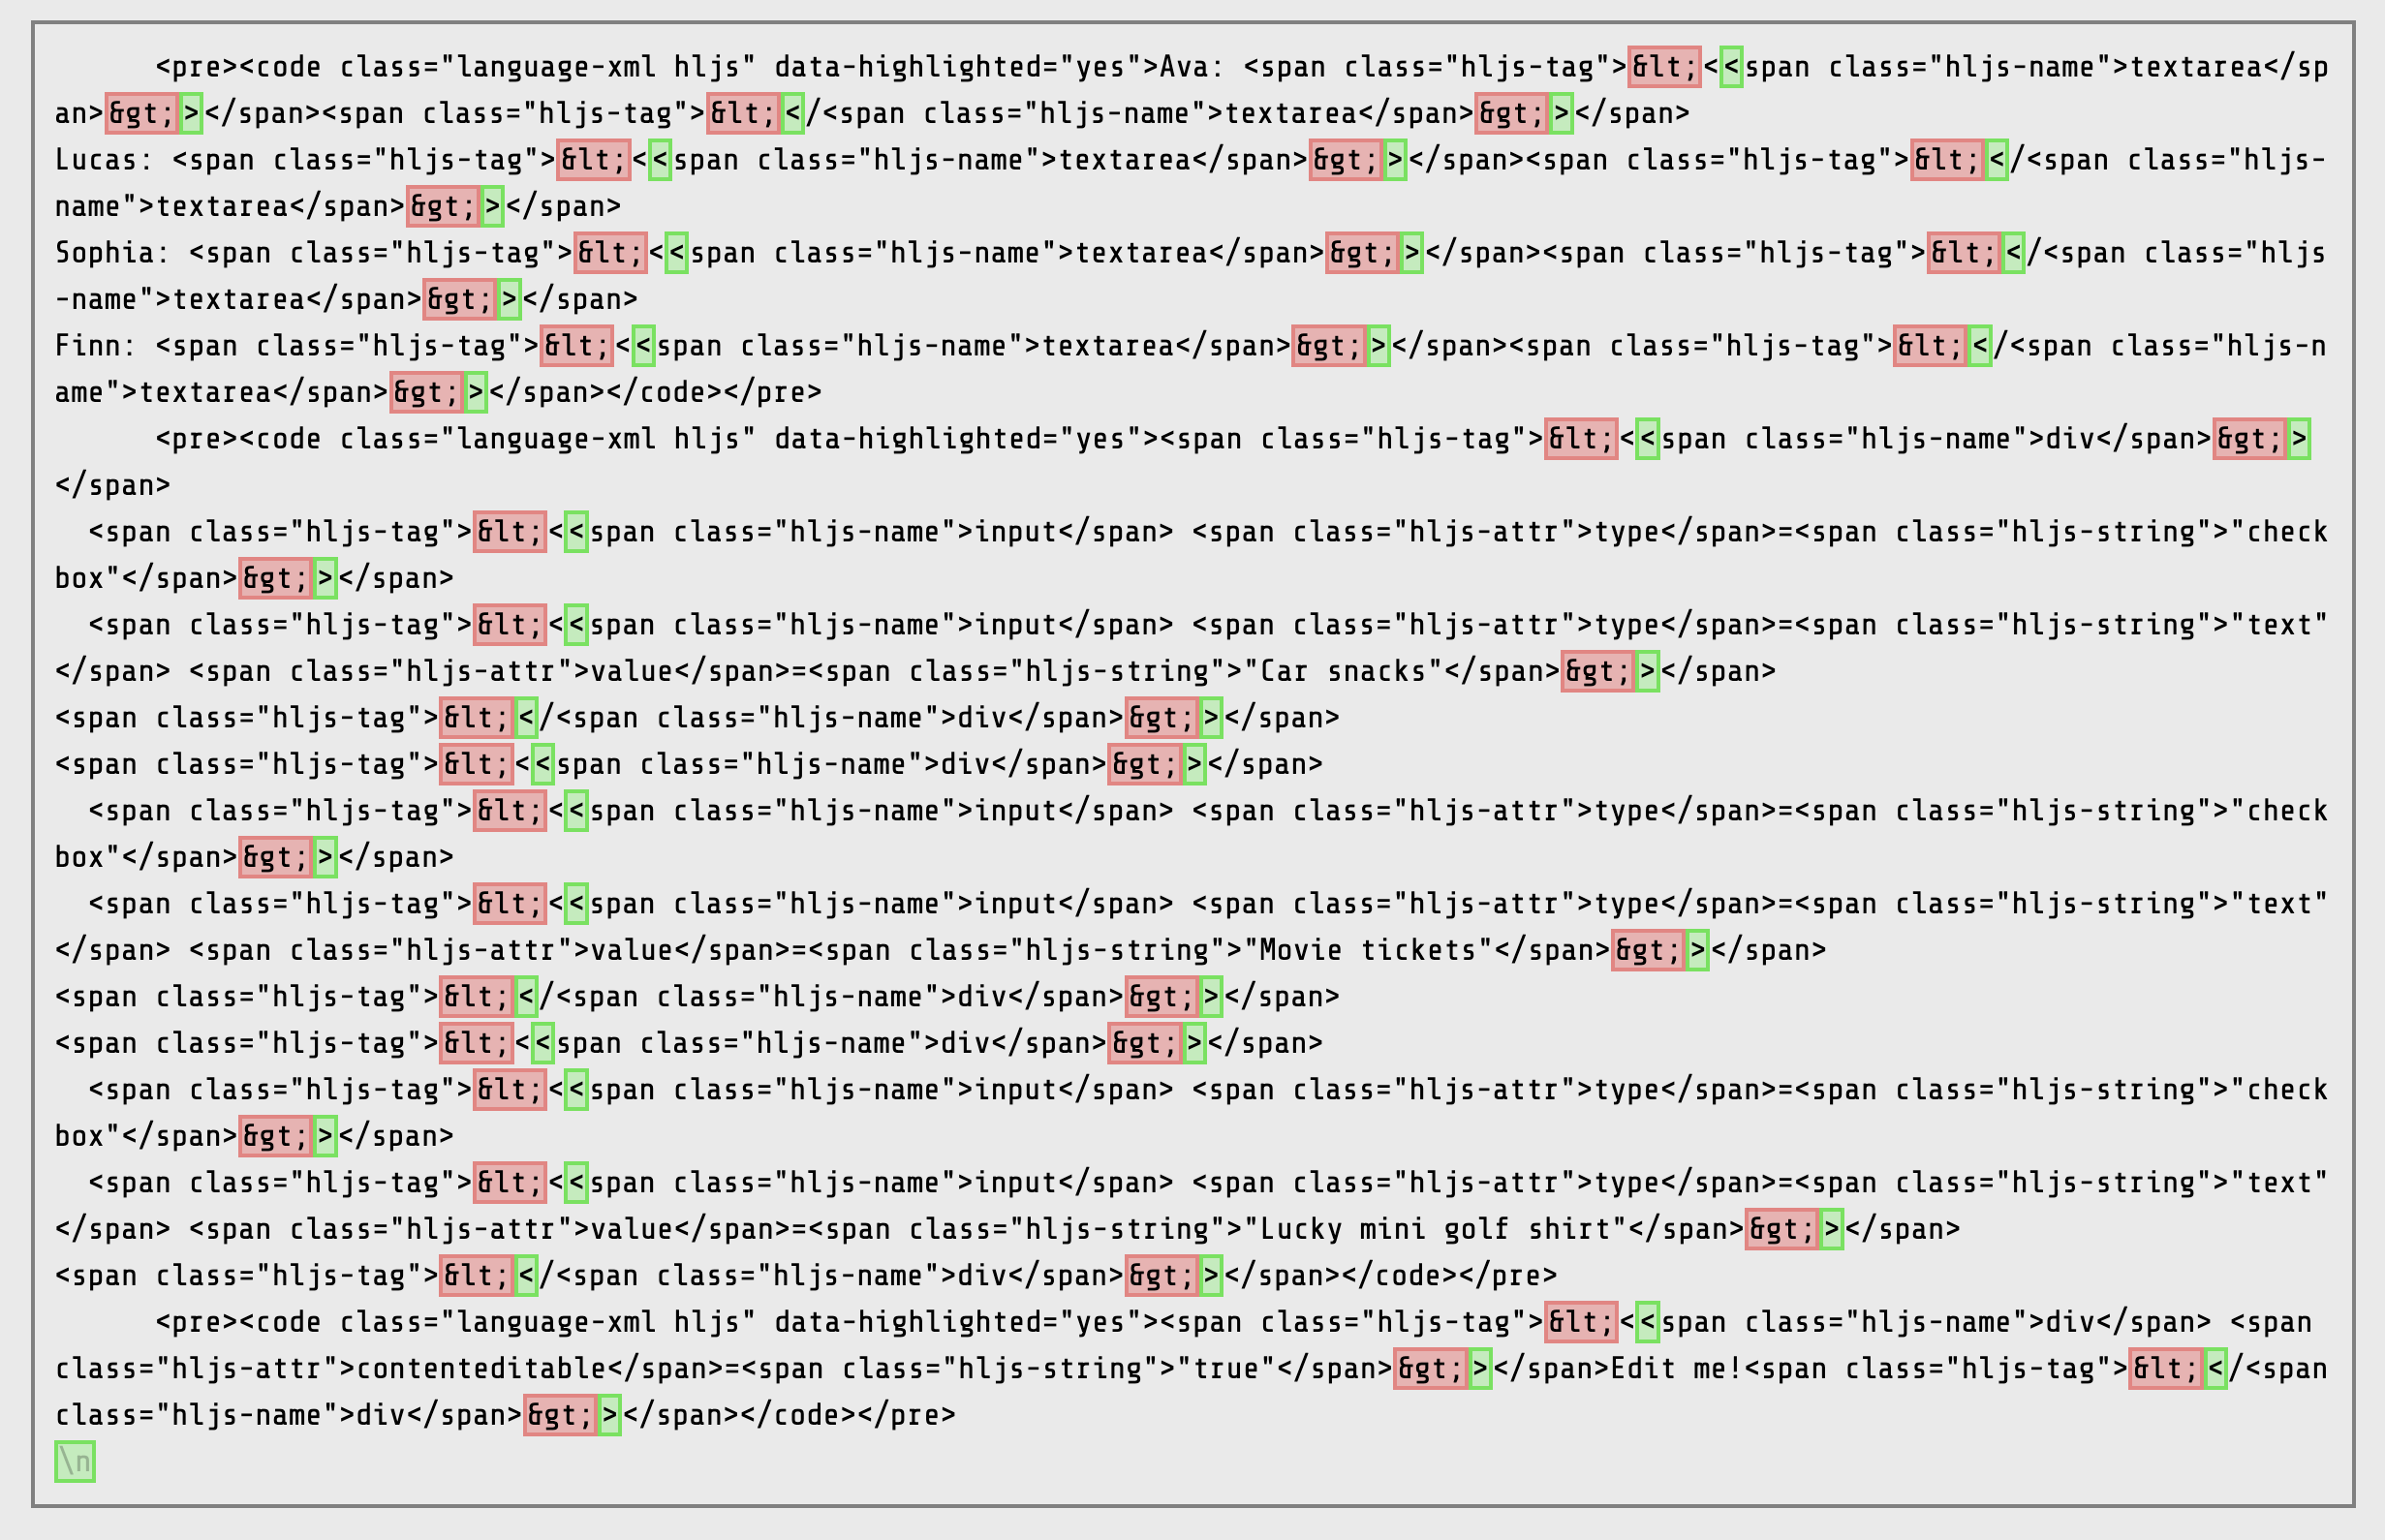 <pre><code class="language-xml hljs" data-highlighted="yes">Ava: <span class="hljs-tag">&lt;<<span class="hljs-name">textarea</sp
an>&gt;></span><span class="hljs-tag">&lt;</<span class="hljs-name">textarea</span>&gt;></span>
Lucas: <span class="hljs-tag">&lt;<<span class="hljs-name">textarea</span>&gt;></span><span class="hljs-tag">&lt;</<span class="hljs-
name">textarea</span>&gt;></span>
Sophia: <span class="hljs-tag">&lt;<<span class="hljs-name">textarea</span>&gt;></span><span class="hljs-tag">&lt;</<span class="hljs
-name">textarea</span>&gt;></span>
Finn: <span class="hljs-tag">&lt;<<span class="hljs-name">textarea</span>&gt;></span><span class="hljs-tag">&lt;</<span class="hljs-n
ame">textarea</span>&gt;></span></code></pre>
      <pre><code class="language-xml hljs" data-highlighted="yes"><span class="hljs-tag">&lt;<<span class="hljs-name">div</span>&gt;>
</span>
  <span class="hljs-tag">&lt;<<span class="hljs-name">input</span> <span class="hljs-attr">type</span>=<span class="hljs-string">"check
box"</span>&gt;></span>
  <span class="hljs-tag">&lt;<<span class="hljs-name">input</span> <span class="hljs-attr">type</span>=<span class="hljs-string">"text"
</span> <span class="hljs-attr">value</span>=<span class="hljs-string">"Car snacks"</span>&gt;></span>
<span class="hljs-tag">&lt;</<span class="hljs-name">div</span>&gt;></span>
<span class="hljs-tag">&lt;<<span class="hljs-name">div</span>&gt;></span>
  <span class="hljs-tag">&lt;<<span class="hljs-name">input</span> <span class="hljs-attr">type</span>=<span class="hljs-string">"check
box"</span>&gt;></span>
  <span class="hljs-tag">&lt;<<span class="hljs-name">input</span> <span class="hljs-attr">type</span>=<span class="hljs-string">"text"
</span> <span class="hljs-attr">value</span>=<span class="hljs-string">"Movie tickets"</span>&gt;></span>
<span class="hljs-tag">&lt;</<span class="hljs-name">div</span>&gt;></span>
<span class="hljs-tag">&lt;<<span class="hljs-name">div</span>&gt;></span>
  <span class="hljs-tag">&lt;<<span class="hljs-name">input</span> <span class="hljs-attr">type</span>=<span class="hljs-string">"check
box"</span>&gt;></span>
  <span class="hljs-tag">&lt;<<span class="hljs-name">input</span> <span class="hljs-attr">type</span>=<span class="hljs-string">"text"
</span> <span class="hljs-attr">value</span>=<span class="hljs-string">"Lucky mini golf shirt"</span>&gt;></span>
<span class="hljs-tag">&lt;</<span class="hljs-name">div</span>&gt;></span></code></pre>
      <pre><code class="language-xml hljs" data-highlighted="yes"><span class="hljs-tag">&lt;<<span class="hljs-name">div</span> <span
class="hljs-attr">contenteditable</span>=<span class="hljs-string">"true"</span>&gt;></span>Edit me!<span class="hljs-tag">&lt;</<span
class="hljs-name">div</span>&gt;></span></code></pre>
\n